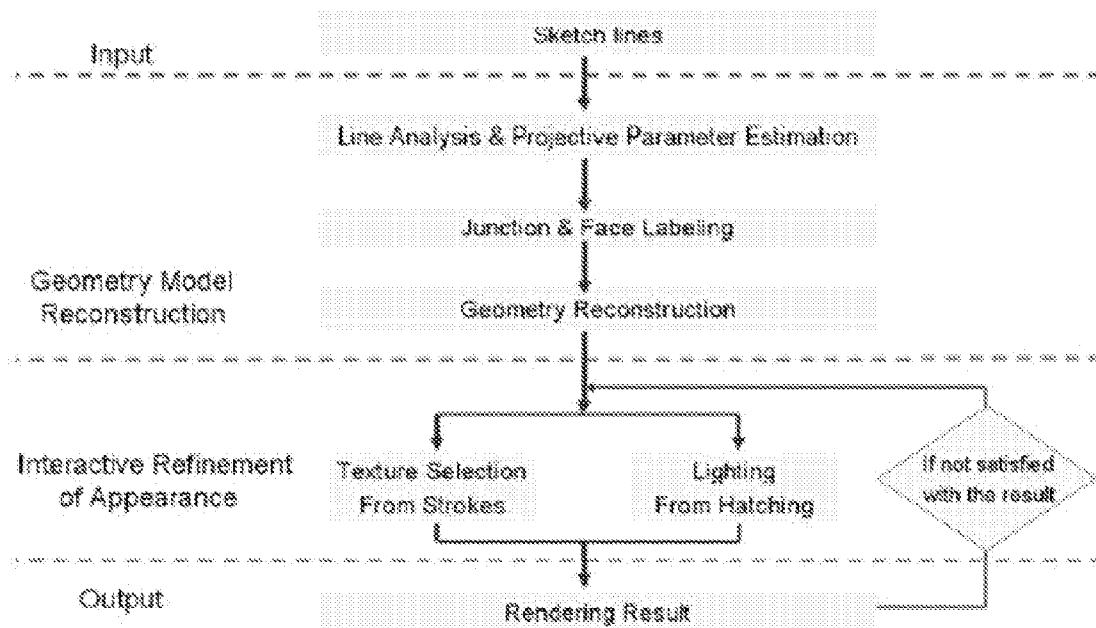 Sketch lines
Input
Line Analysis & Projective Parameter Estimation
Junction & Face Labeling
Geometry Model
Reconstruction
Geometry Reconstruction
Interactive Refinement
of Appearance
Texture Selection
From Strokes
Lighting
From Hatching
if not satisfied
with the result
Output
Rendering Result